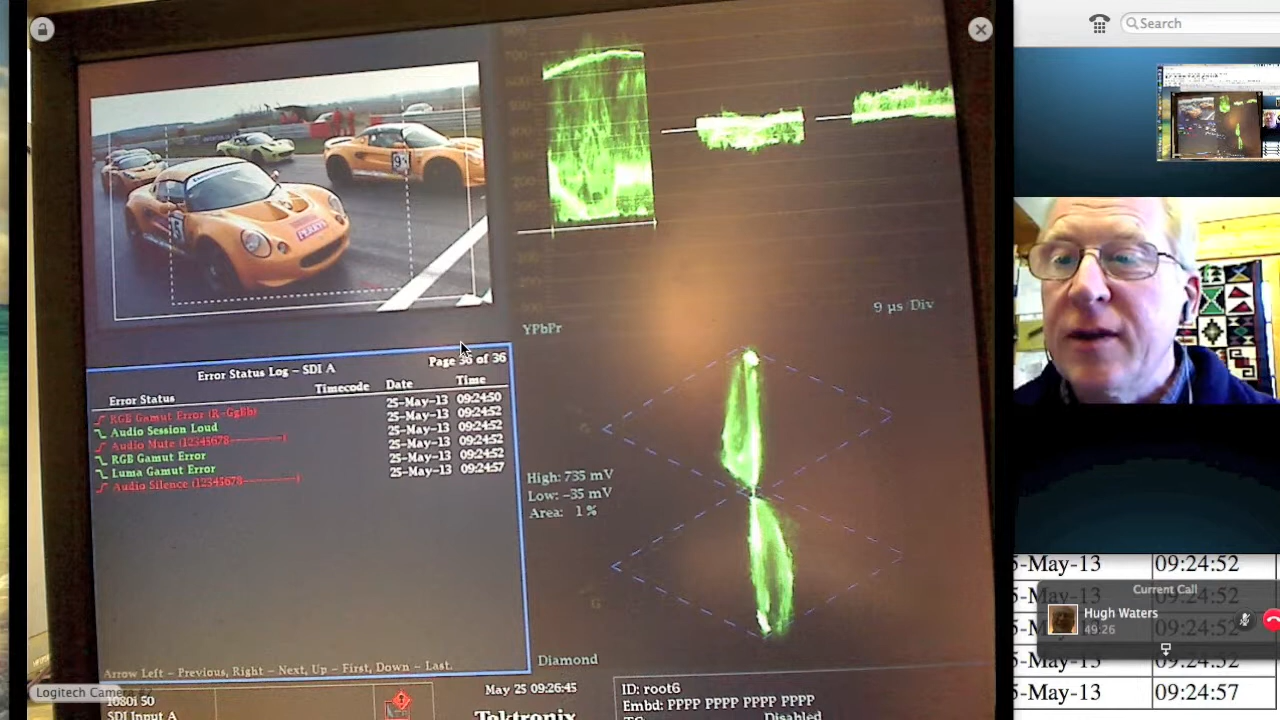 Search
9
5
PERRYS
9 µs/Div
YPbPr
Error Status Log – SDI A
Page 36 of 36
Error Status Timecode Date Time
RGB Gamut Error (R-GgBb) 25-May-13 09:24:50
Audio Session Loud 25-May-13 09:24:52
Audio Mute (12345678--------) 25-May-13 09:24:52
RGB Gamut Error 25-May-13 09:24:52
Luma Gamut Error 25-May-13 09:24:52
Audio Silence (12345678--------) 25-May-13 09:24:57
High: 735 mV
Low: –35 mV
Area: 1 %
G
G
Arrow Left – Previous, Right – Next, Up – First, Down – Last.
Diamond
Logitech Camera
1080i 50
SDI Input A
May 25 09:26:45
Tektronix
ID: root6
Embd: PPPP PPPP PPPP PPPP
Disabled
5-May-13 09:24:52
09:24:52
09:24:52
09:24:52
5-May-13 09:24:57
Current Call
Hugh Waters
49:26